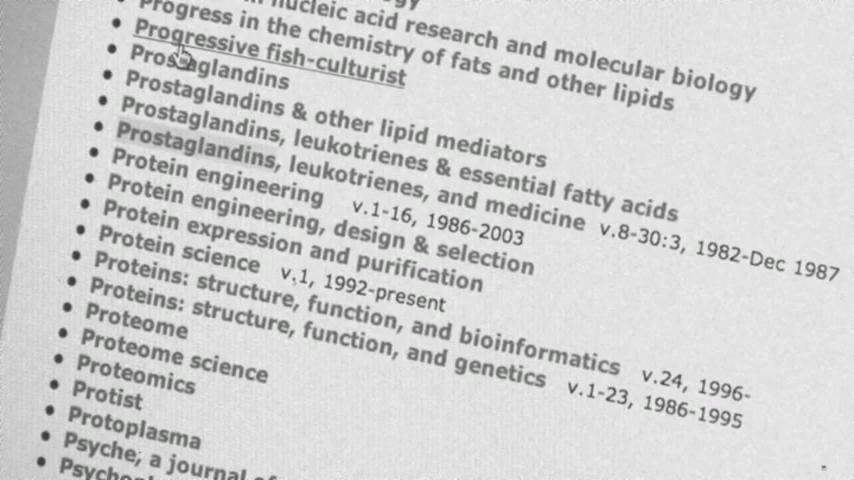 nucleic acid research and molecular biology
Progress in the chemistry of fats and other lipids
Progressive fish-culturist
Prostaglandins
Prostaglandins & other lipid mediators
Prostaglandins, leukotrienes & essential fatty acids
Prostaglandins, leukotrienes, and medicine v.8-30:3, 1982-Dec 1987
Protein engineering v.1-16, 1986-2003
Protein engineering, design & selection
Protein expression and purification
Protein science v.1, 1992-present
Proteins: structure, function, and bioinformatics v.24, 1996-
Proteins: structure, function, and genetics v.1-23, 1986-1995
Proteome
Proteome science
Proteomics
Protist
Protoplasma
Psyche; a journal of